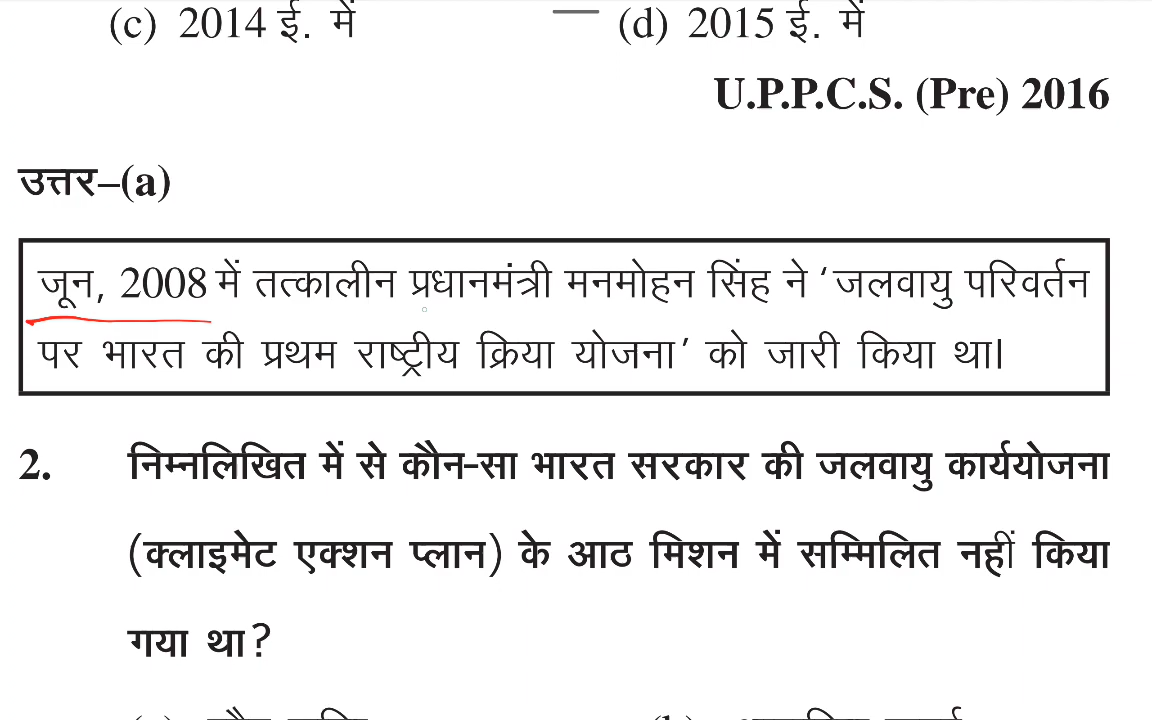 (c) 2014 ई. में (d) 2015 ई. में
U.P.P.C.S. (Pre) 2016
उत्तर–(a)
जून, 2008 में तत्कालीन प्रधानमंत्री मनमोहन सिंह ने ‘जलवायु परिवर्तन
पर भारत की प्रथम राष्ट्रीय क्रिया योजना’ को जारी किया था।
2. निम्नलिखित में से कौन-सा भारत सरकार की जलवायु कार्ययोजना
(क्लाइमेट एक्शन प्लान) के आठ मिशन में सम्मिलित नहीं किया
गया था?